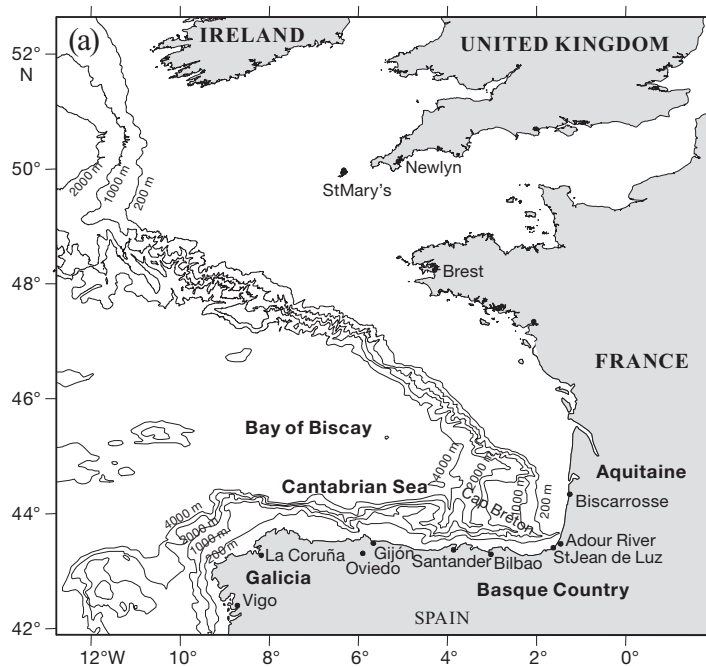 (a)
IRELAND
UNITED KINGDOM
52°
N
50°
48°
46°
44°
42°
2000 m
1000 m
200 m
Newlyn
StMary's
Brest
FRANCE
Bay of Biscay
4000 m
2000 m
1000 m
200 m
Cap Breton
Aquitaine
Biscarrosse
Cantabrian Sea
4000 m
3000 m
1000 m
200 m
Adour River
StJean de Luz
La Coruña
Gijón
Oviedo
Santander
Bilbao
Galicia
Basque Country
Vigo
SPAIN
12°W
10°
8°
6°
4°
2°
0°